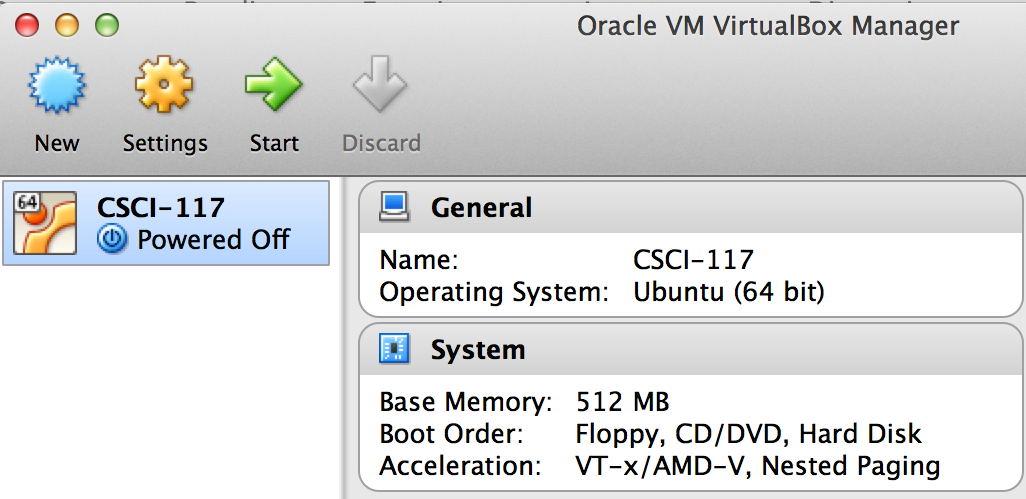 Oracle VM VirtualBox Manager
New Settings Start Discard
64 CSCI-117
Powered Off
General
Name: CSCI-117
Operating System: Ubuntu (64 bit)
System
Base Memory: 512 MB
Boot Order: Floppy, CD/DVD, Hard Disk
Acceleration: VT-x/AMD-V, Nested Paging